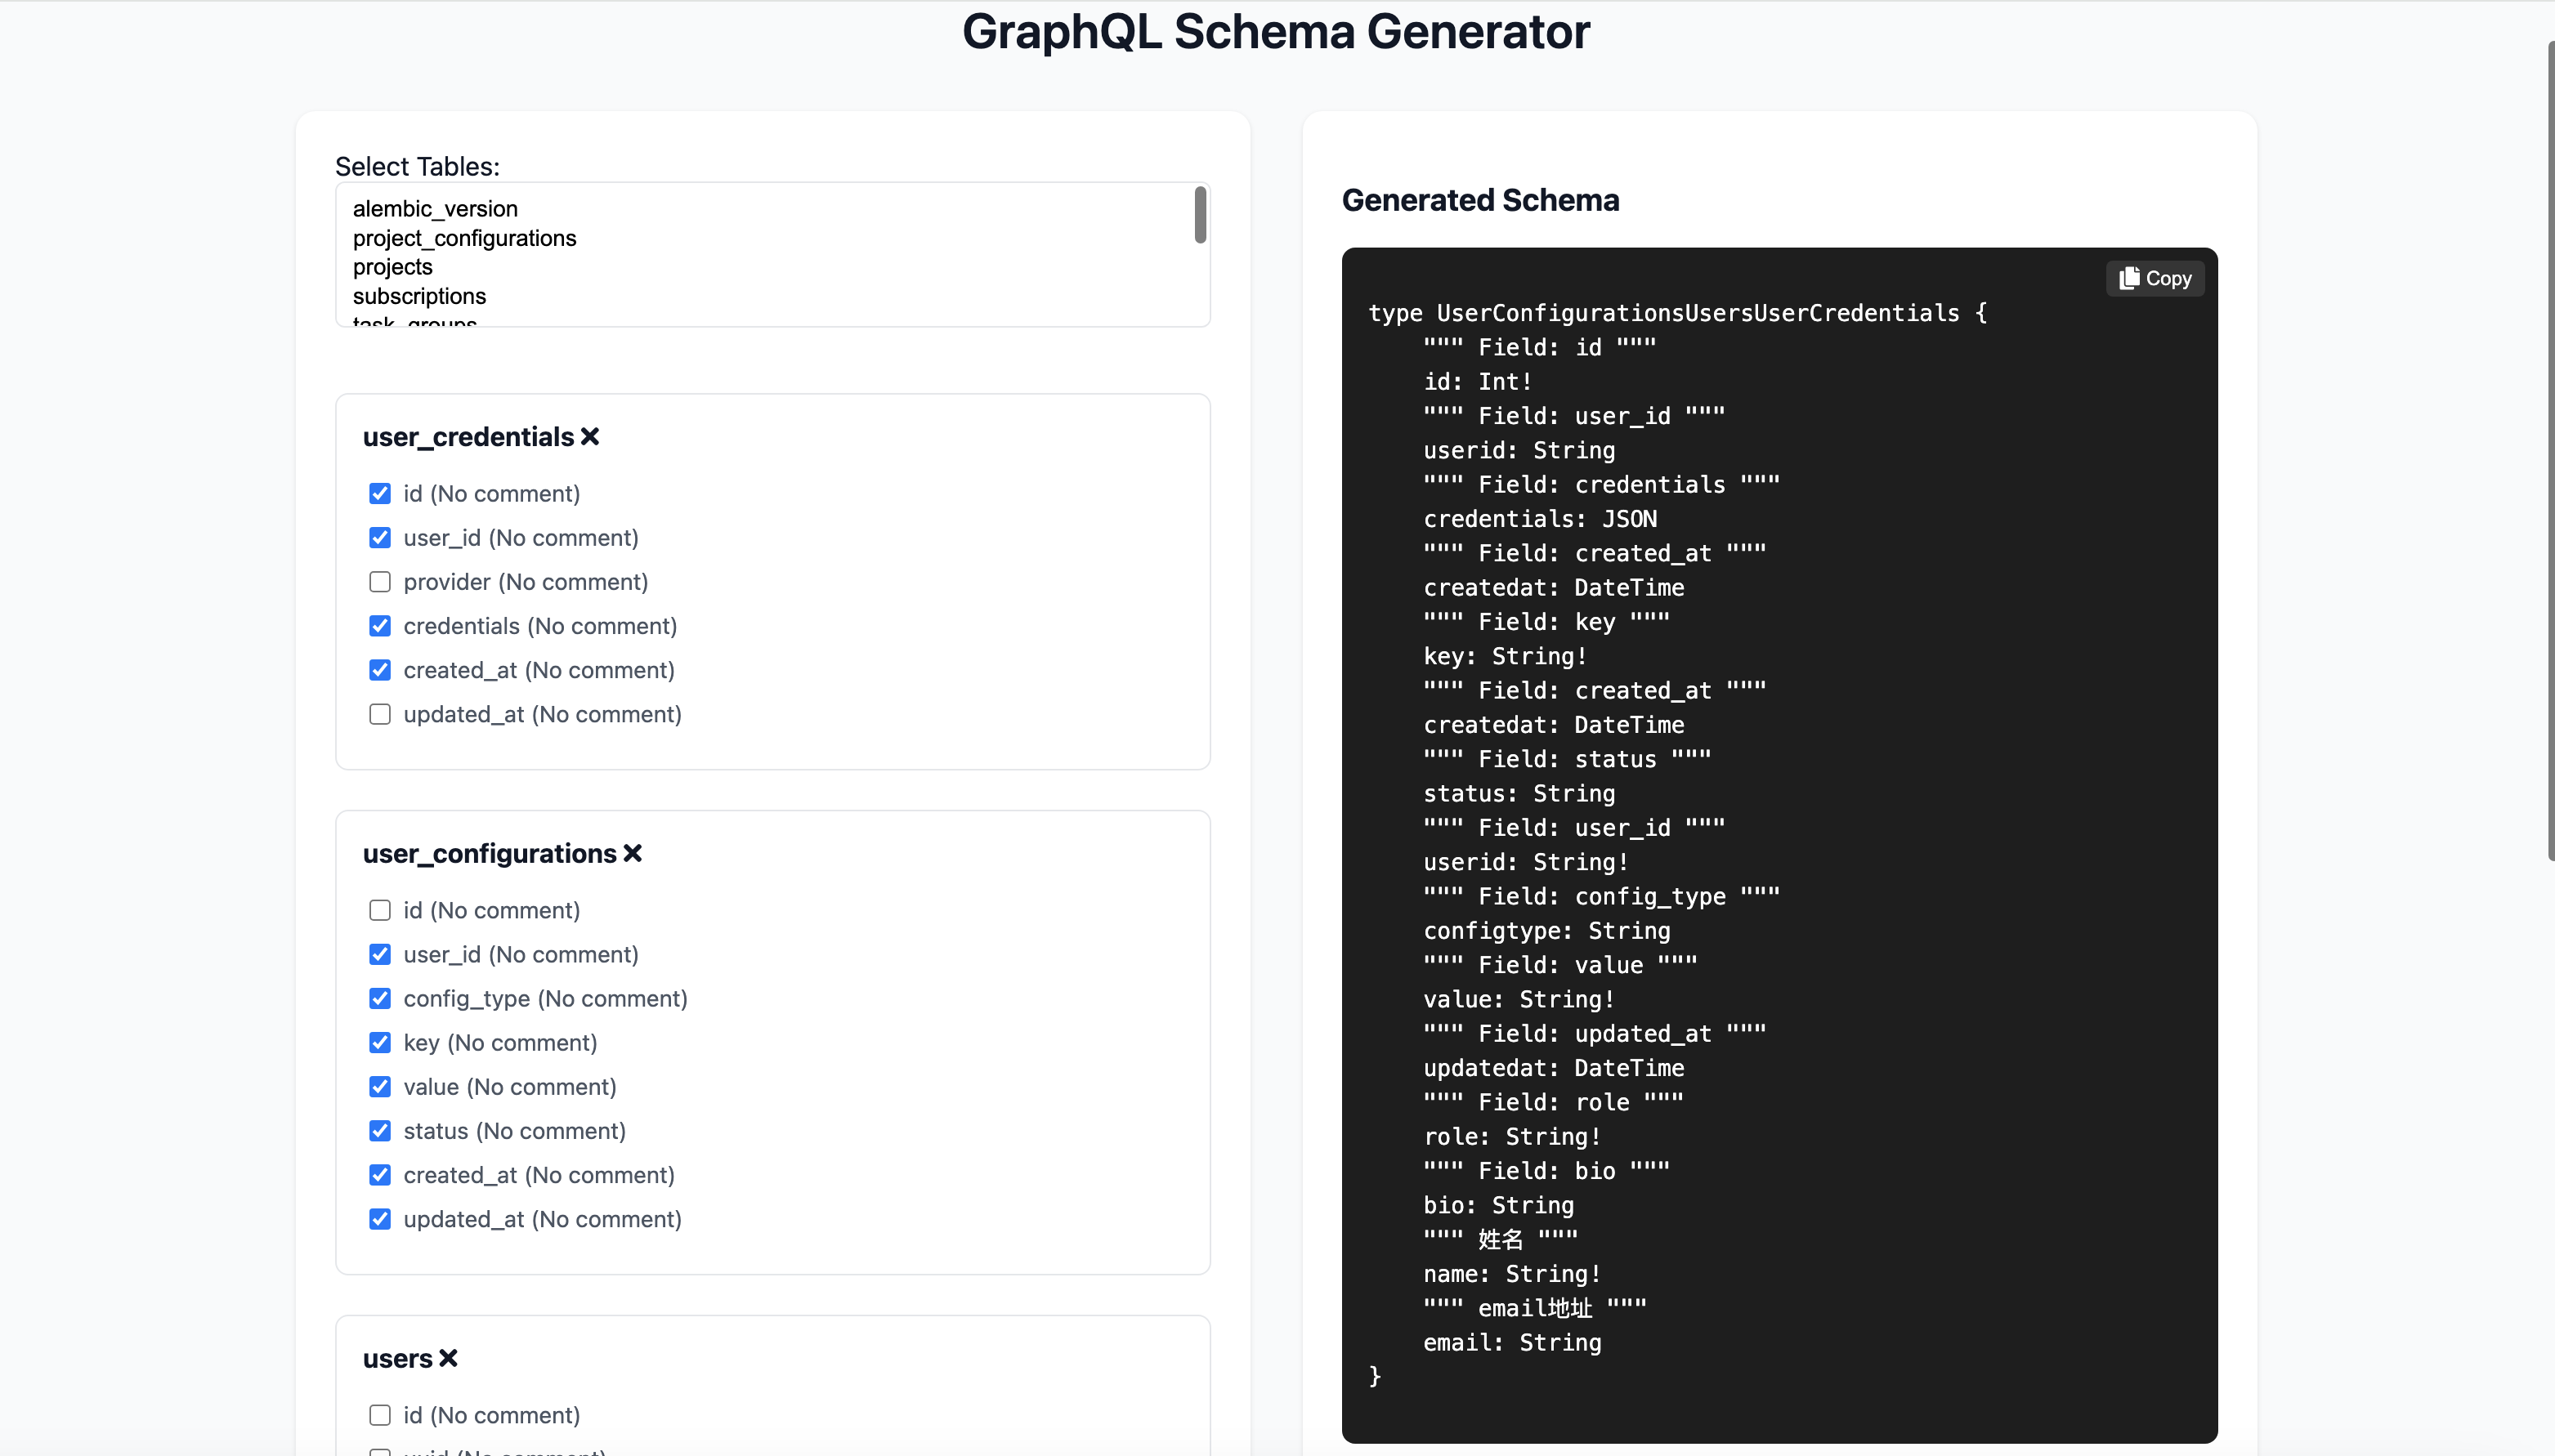 GraphQL Schema Generator
Select Tables:
alembic_version
project_configurations
projects
subscriptions
task_groups
user_credentials
id (No comment)
user_id (No comment)
provider (No comment)
credentials (No comment)
created_at (No comment)
updated_at (No comment)
user_configurations
id (No comment)
user_id (No comment)
config_type (No comment)
key (No comment)
value (No comment)
status (No comment)
created_at (No comment)
updated_at (No comment)
users
id (No comment)
uuid (No comment)
Generated Schema
Copy
type UserConfigurationsUsersUserCredentials {
""" Field: id """
id: Int!
""" Field: user_id """
userid: String
""" Field: credentials """
credentials: JSON
""" Field: created_at """
createdat: DateTime
""" Field: key """
key: String!
""" Field: created_at """
createdat: DateTime
""" Field: status """
status: String
""" Field: user_id """
userid: String!
""" Field: config_type """
configtype: String
""" Field: value """
value: String!
""" Field: updated_at """
updatedat: DateTime
""" Field: role """
role: String!
""" Field: bio """
bio: String
""" 姓名 """
name: String!
""" email地址 """
email: String
}